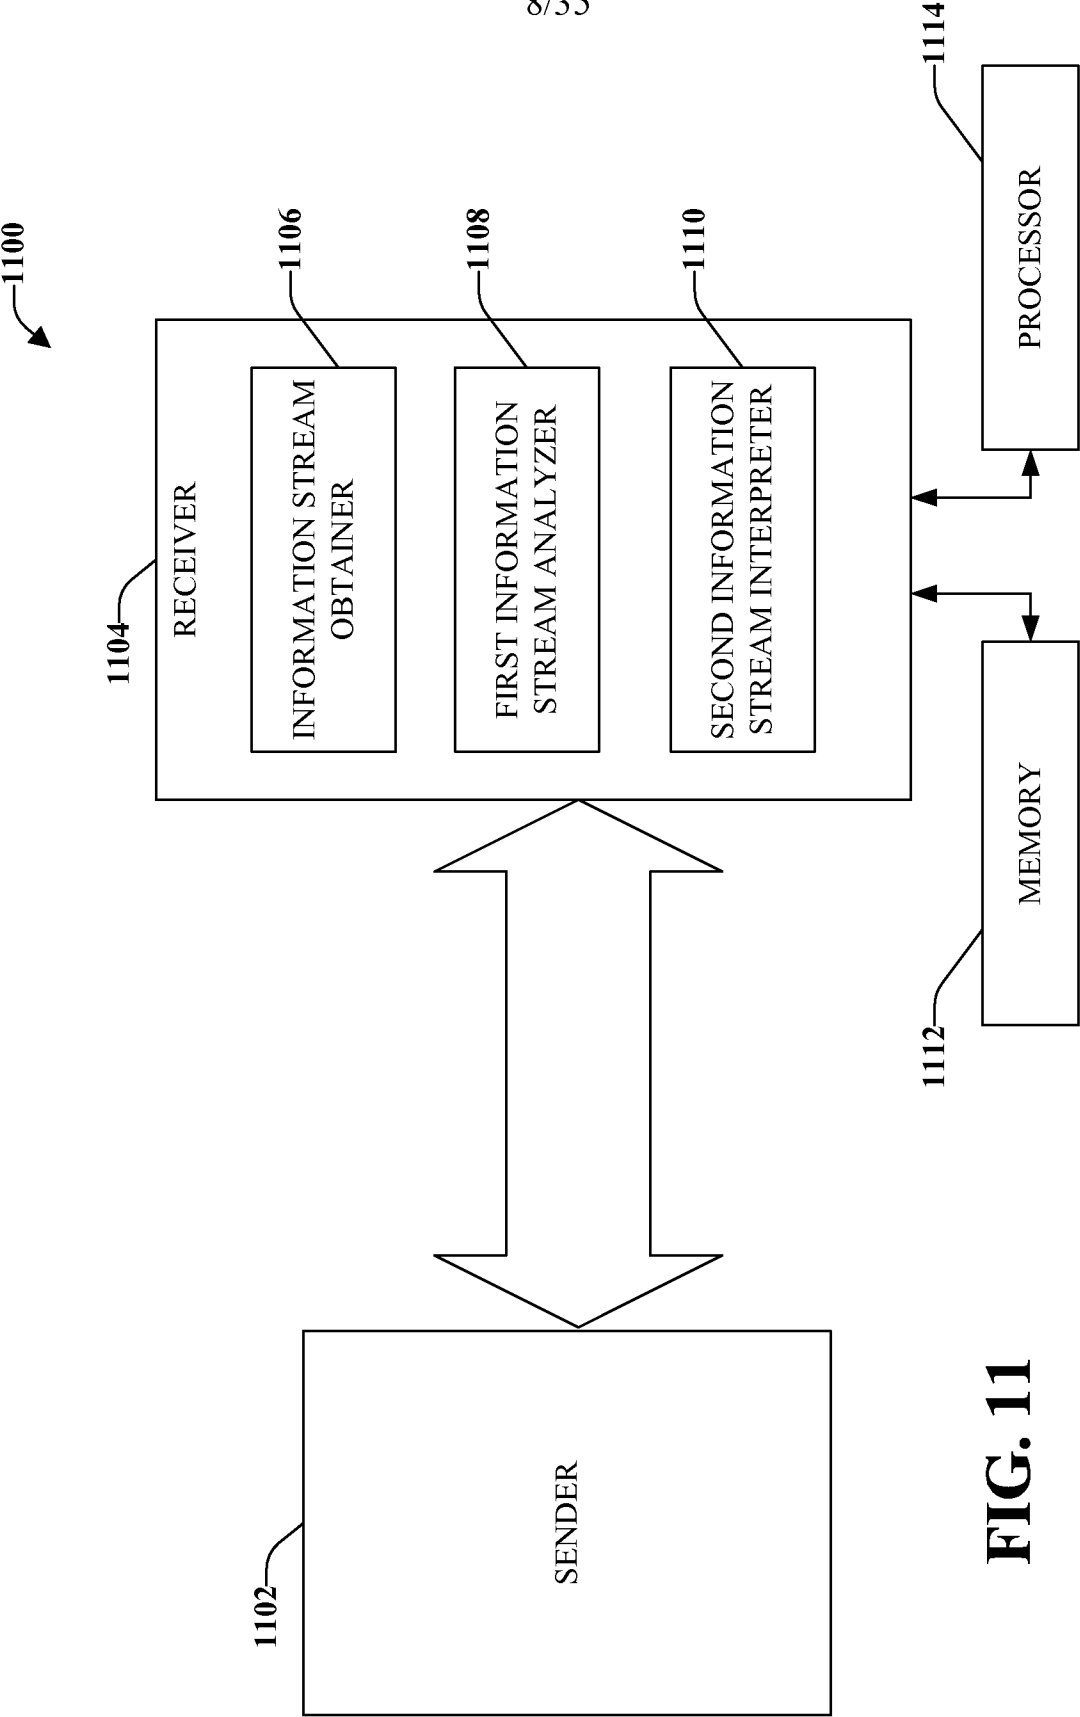 8/35
1100
1104
RECEIVER
1106
INFORMATION STREAM
OBTAINER
1108
FIRST INFORMATION
STREAM ANALYZER
1110
SECOND INFORMATION
STREAM INTERPRETER
1102
SENDER
1112
MEMORY
1114
PROCESSOR
FIG. 11